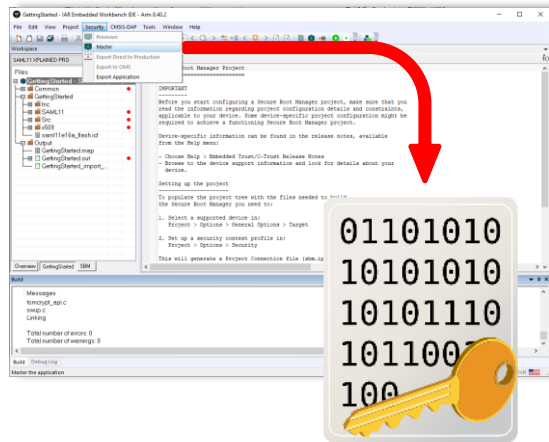 GettingStarted - IAR Embedded Workbench IDE - Arm 8.40.2
File Edit View Project Security CMSIS-DAP Tools Window Help
Provision
Master
Export Direct to Production
Export to OMS
Export Application
Workspace
SAML11 XPLAINED PRO
Files
GettingStarted - S
Common
GettingStarted
Inc
SAML11
Src
x509
saml11e16a_flash.icf
Output
GettingStarted.map
GettingStarted.out
GettingStarted_import_...
Overview GettingStarted SBM
Boot Manager Project
IMPORTANT
Before you start configuring a Secure Boot Manager project, make sure that you
read the information regarding project configuration details and constraints,
applicable to your device. Some device-specific project configuration might be
required to achieve a functioning Secure Boot Manager project.
Device-specific information can be found in the release notes, available
from the Help menu:
- Choose Help > Embedded Trust/C-Trust Release Notes
- Browse to the device support information and look for details about your
device.
Setting up the project
To populate the project tree with the files needed to build
the Secure Boot Manager you need to:
1. Select a supported device in:
Project > Options > General Options > Target
2. Set up a security context profile in:
Project > Options > Security
This will generate a Project Connection file (sbm.ip
Build
Messages
tomcrypt_api.c
swup.c
Linking
Total number of errors: 0
Total number of warnings: 0
Build Debug Log
Master the application
01101010
10101010
10101110
1011001
100